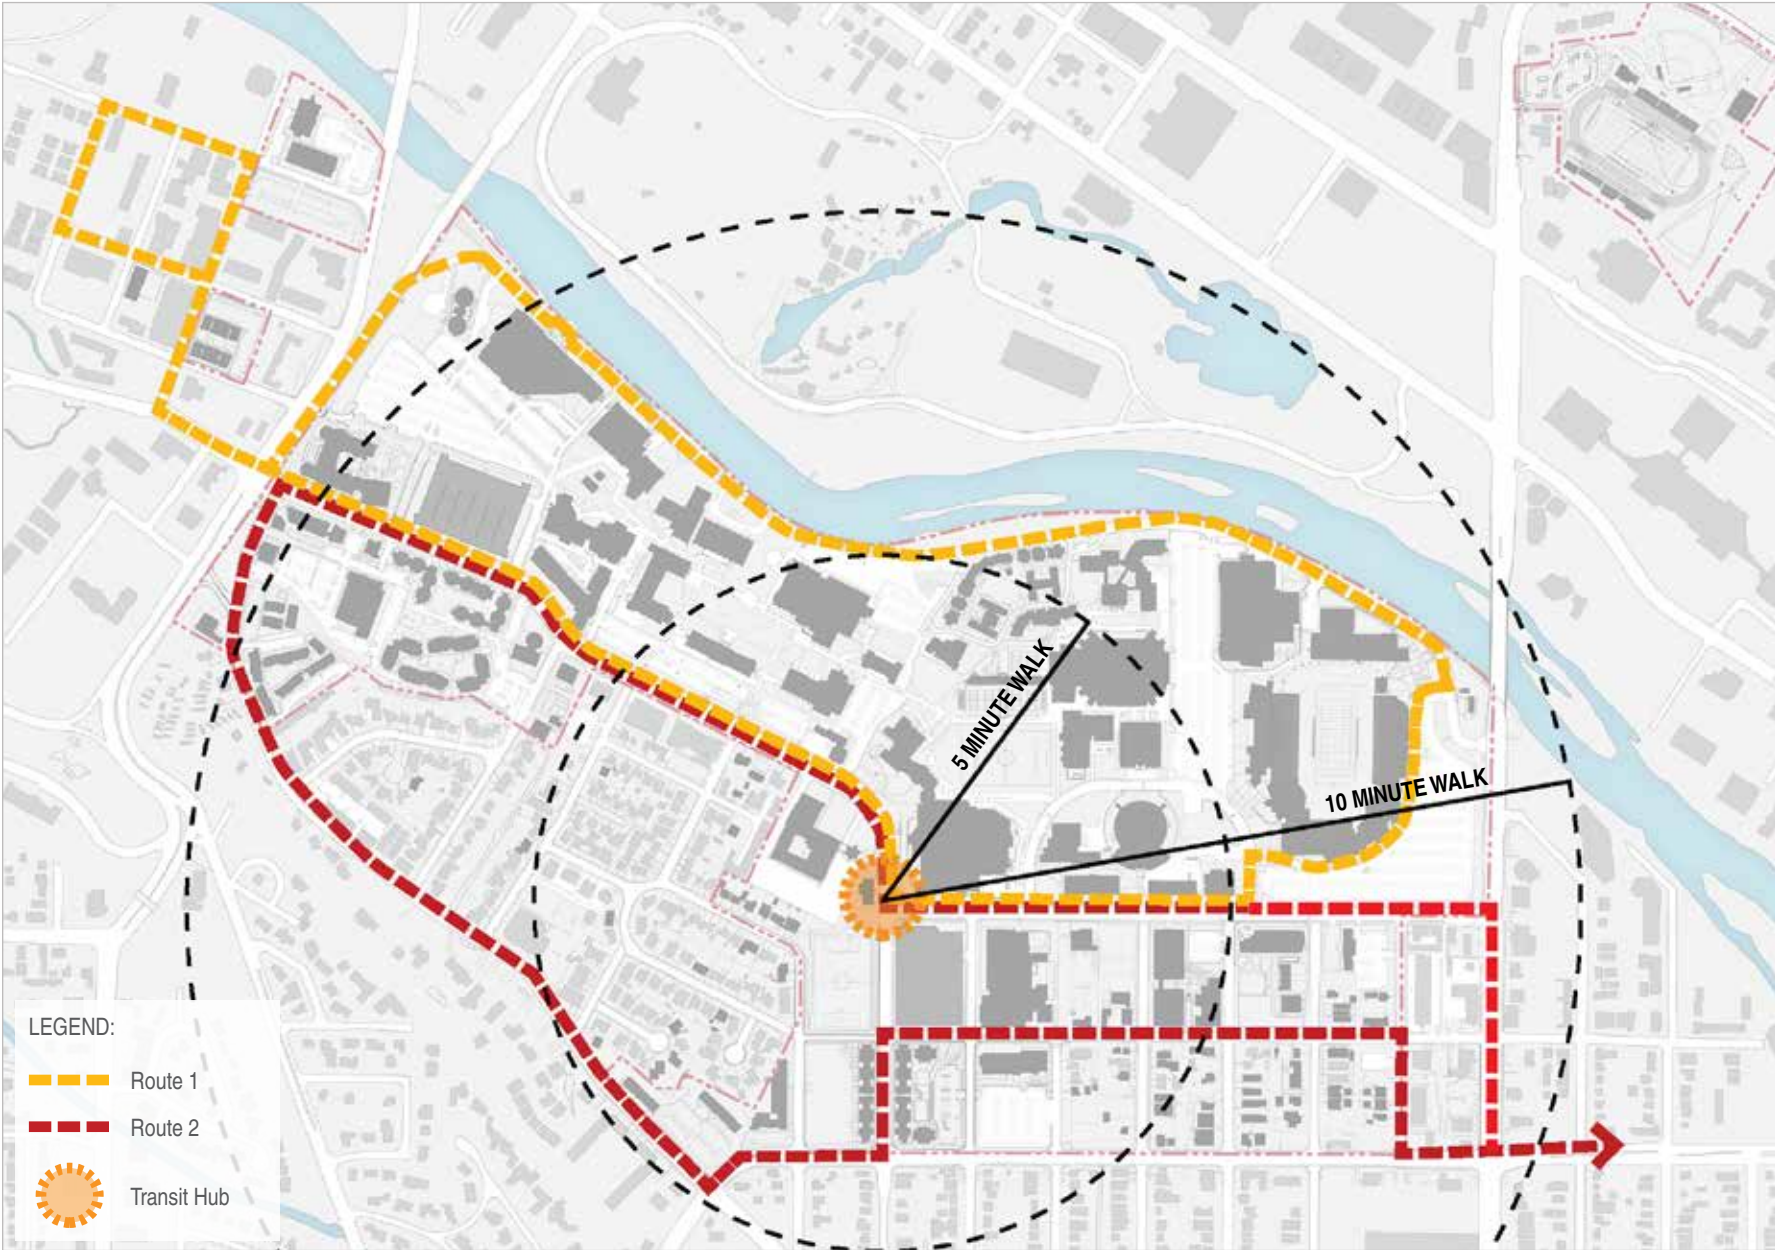 5 MINUTE WALK
10 MINUTE WALK
LEGEND:
Route 1
Route 2
Transit Hub